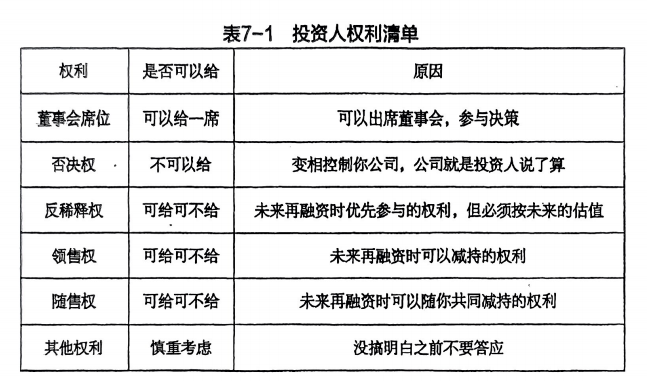 表7-1 投资人权利清单
权利 是否可以给 原因
董事会席位 可以给一席 可以出席董事会，参与决策
否决权 不可以给 变相控制你公司，公司就是投资人说了算
反稀释权 可给可不给 未来再融资时优先参与的权利，但必须按未来的估值
领售权 可给可不给 未来再融资时可以减持的权利
随售权 可给可不给 未来再融资时可以随你共同减持的权利
其他权利 慎重考虑 没搞明白之前不要答应